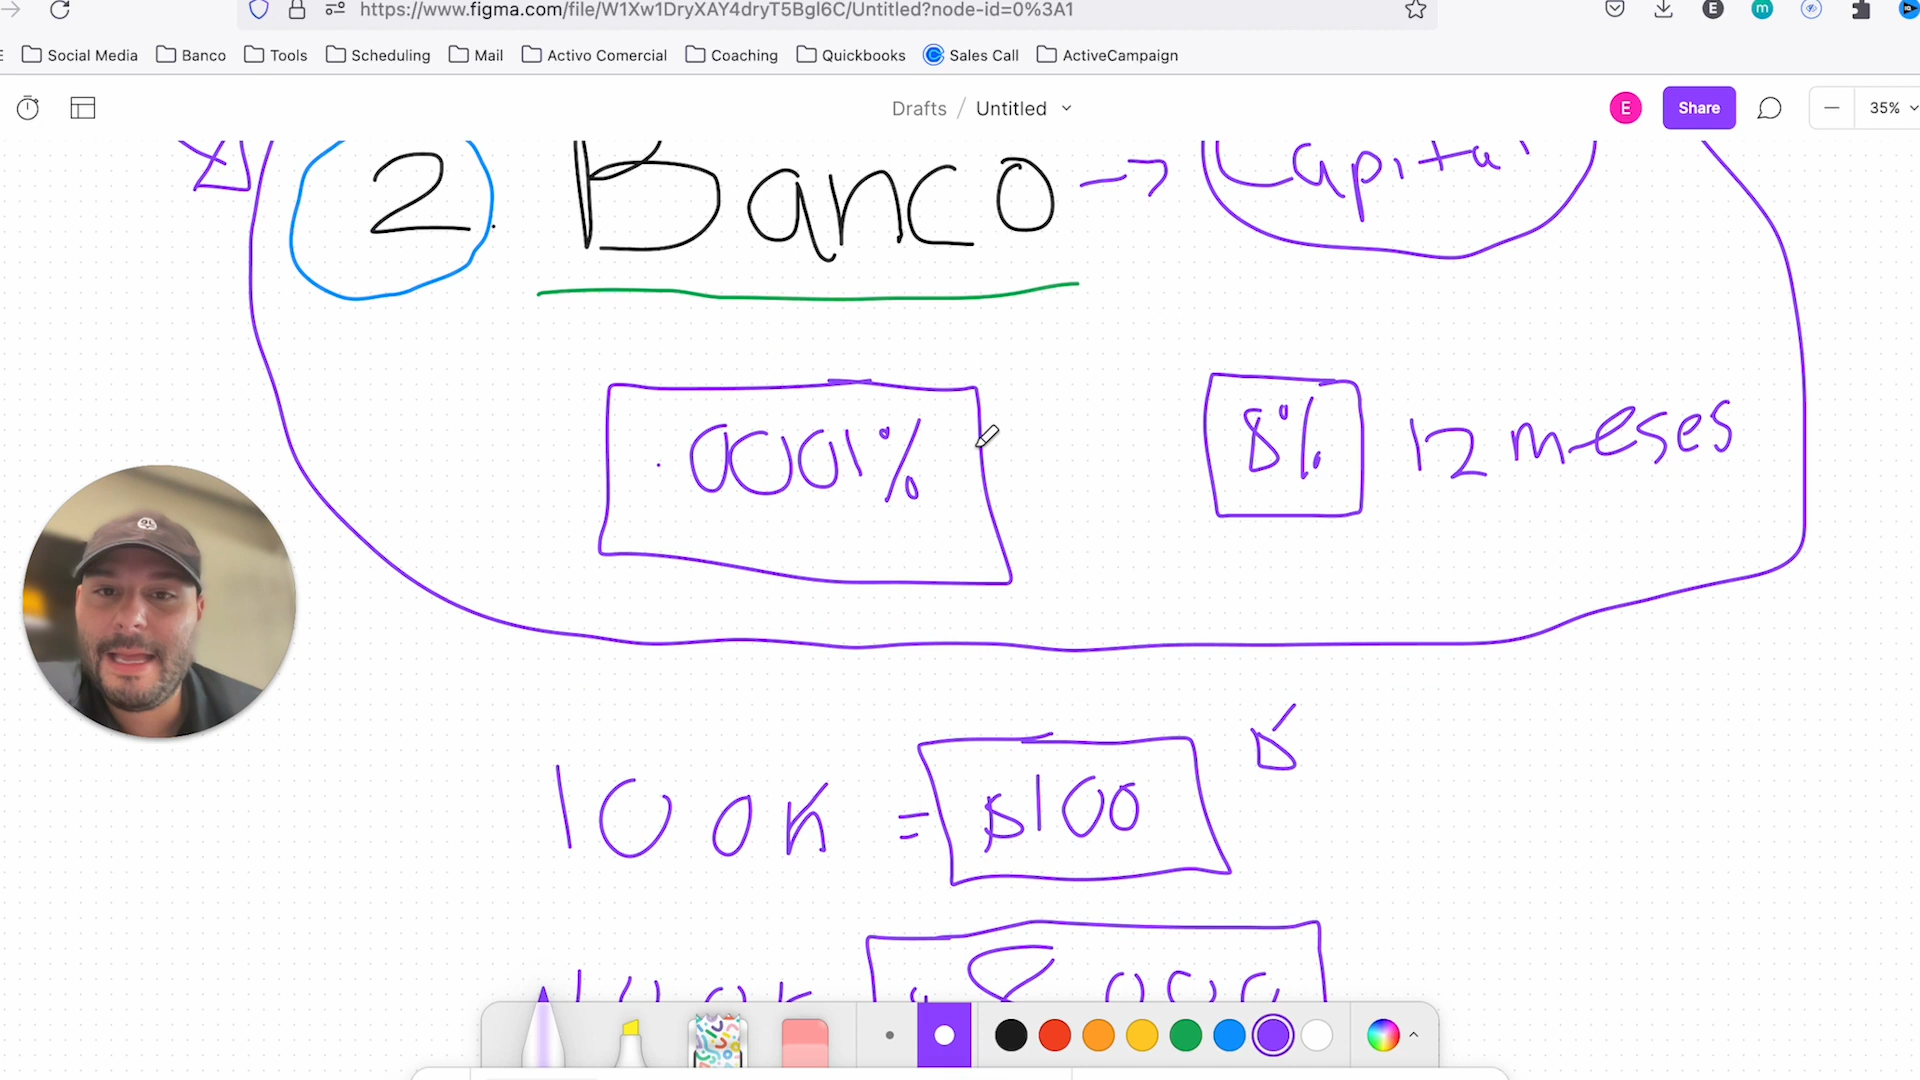 https://www.figma.com/file/W1Xw1DryXAY4dryT5Bgl6C/Untitled?node-id=0%3A1
E
m
Social Media Banco Tools Scheduling Mail Activo Comercial Coaching Quickbooks Sales Call ActiveCampaign
Drafts / Untitled
E Share 35%
2. Banco → Capital
.0001% 8% 12 meses
100K = $100